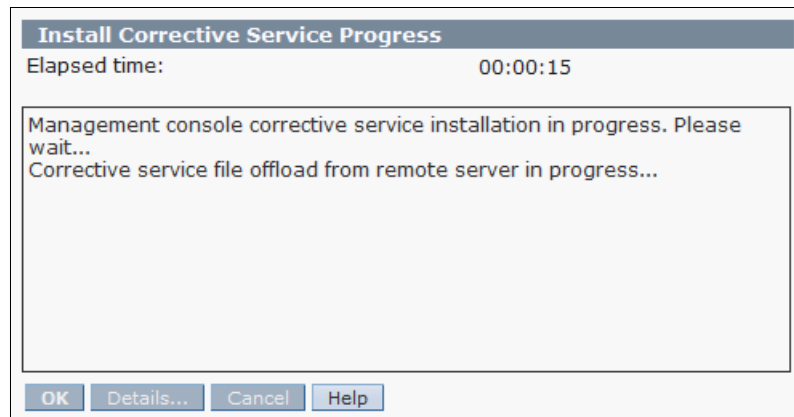 Install Corrective Service Progress
Elapsed time: 00:00:15
Management console corrective service installation in progress. Please
wait...
Corrective service file offload from remote server in progress...
OK Details... Cancel Help